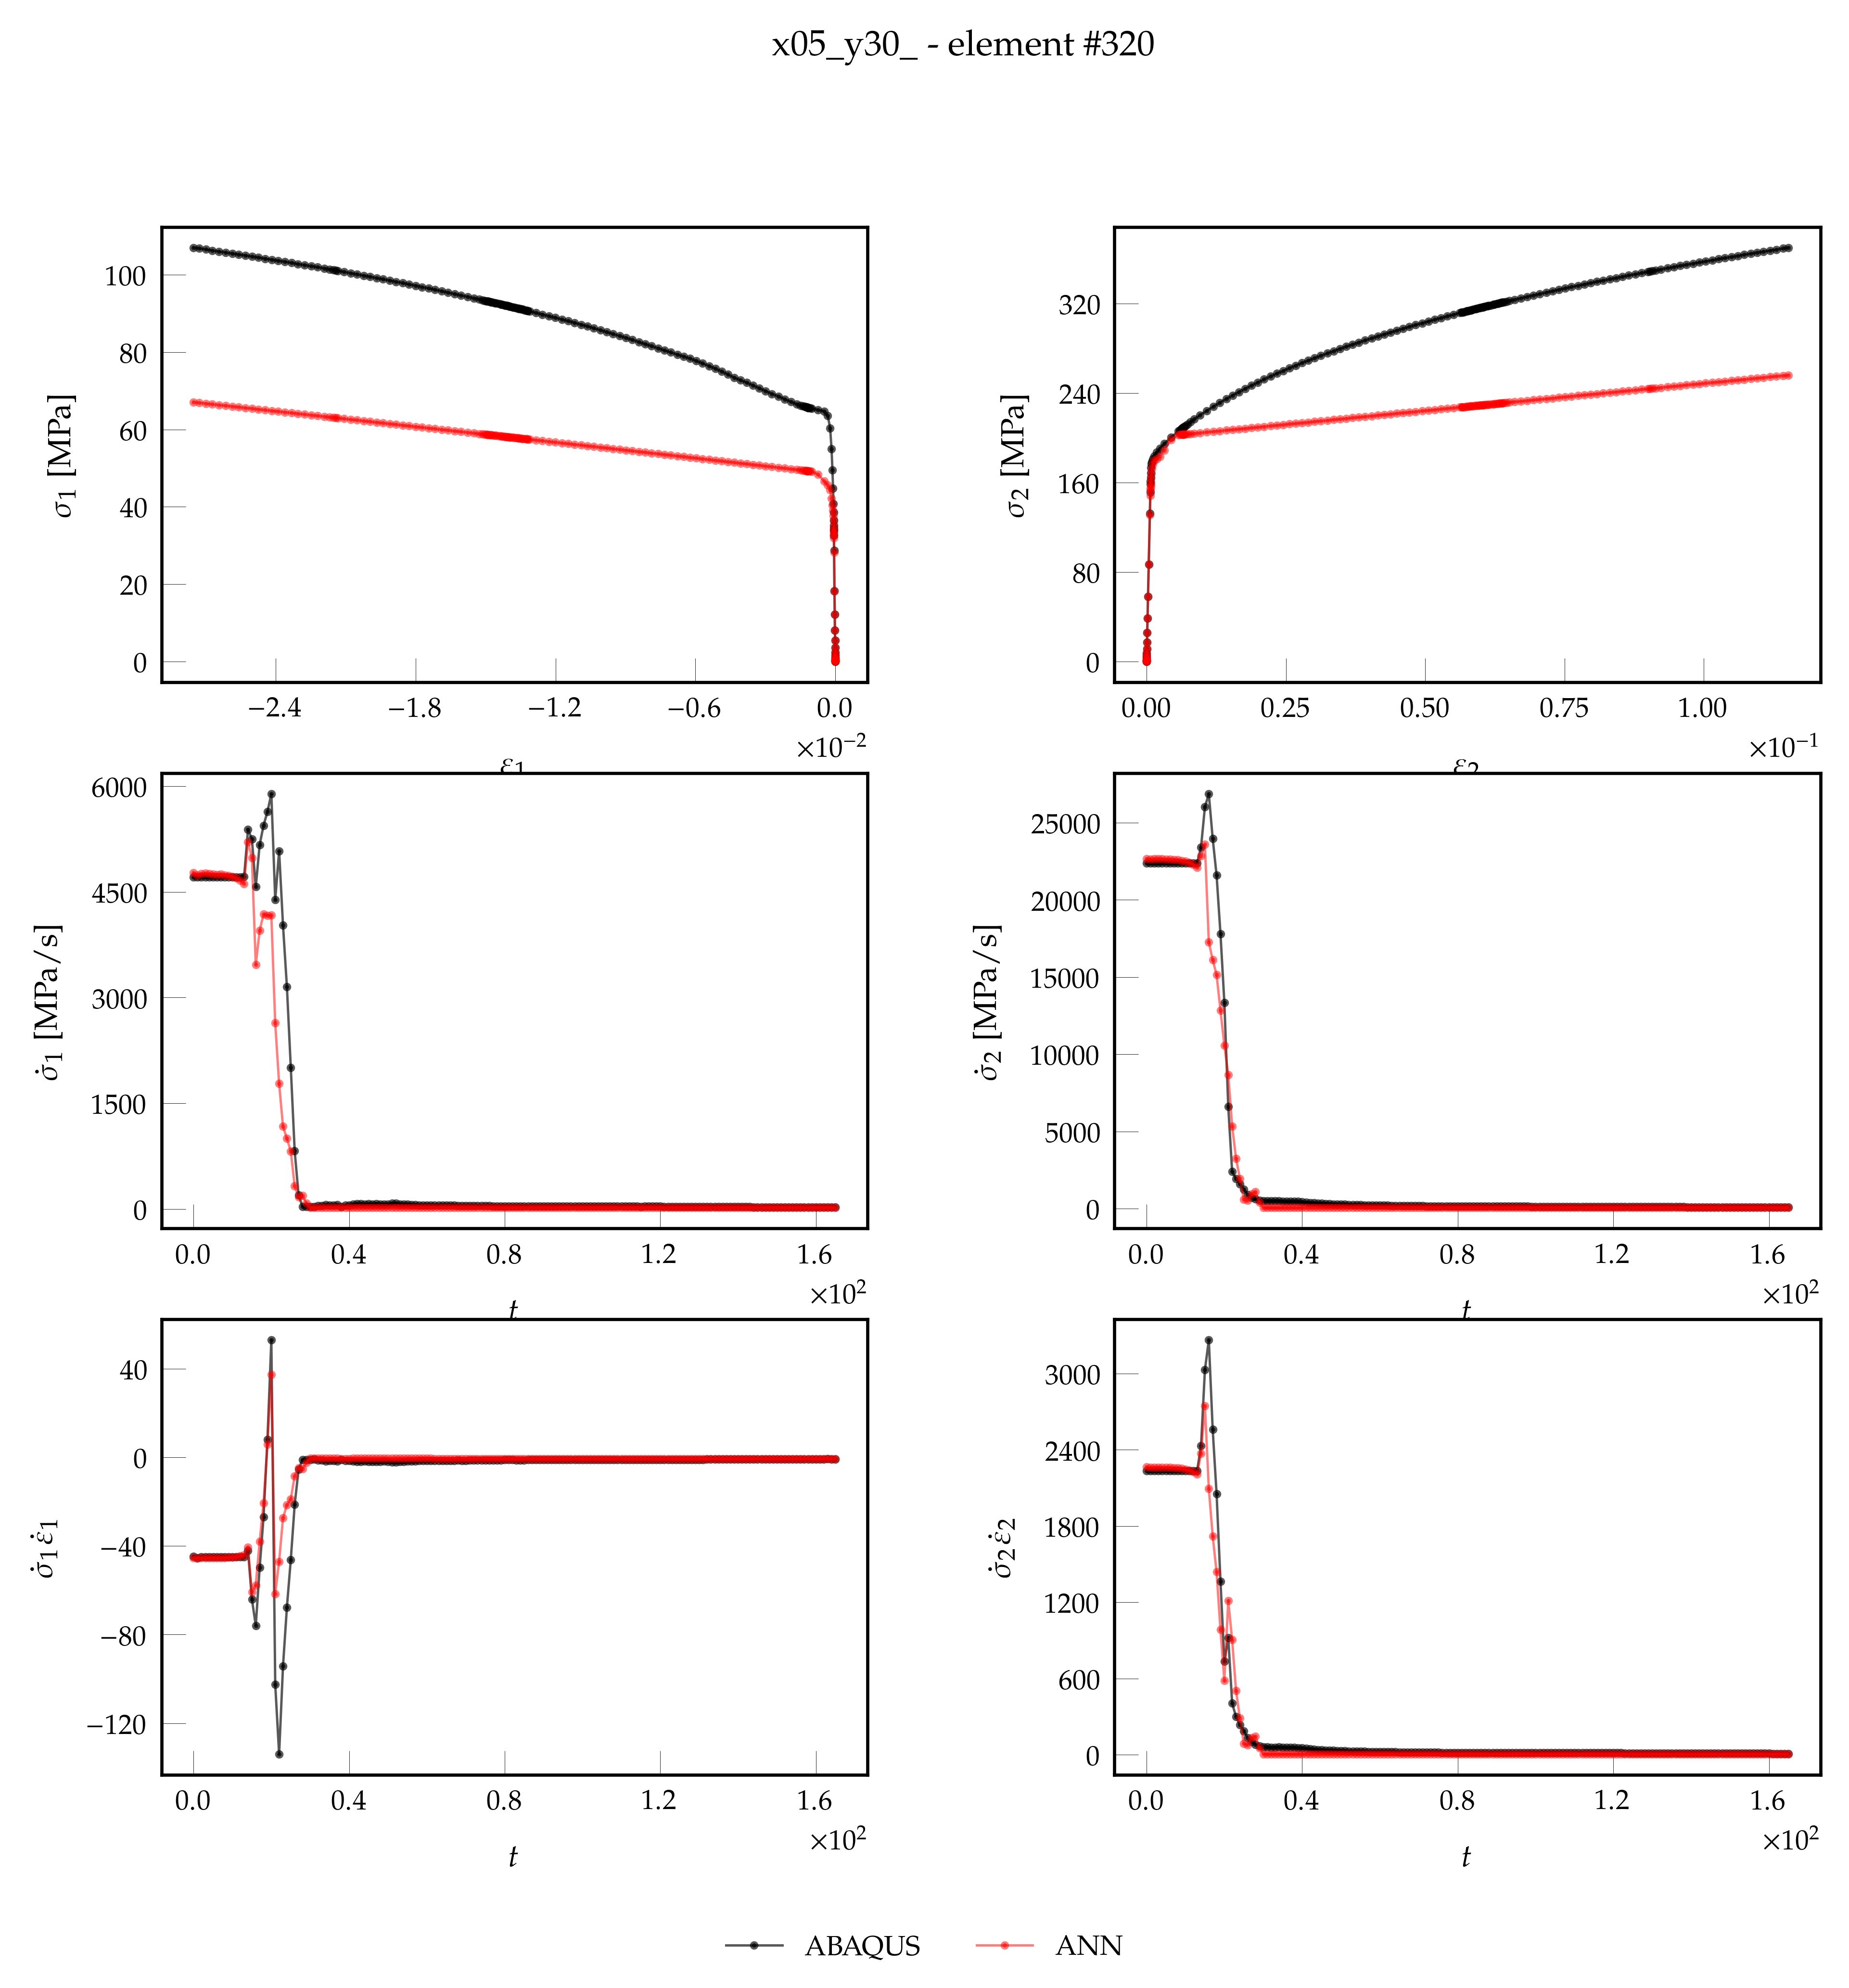 x05_y30_ - element #320
σ1 [MPa]
100
80
60
40
20
0
−2.4 −1.8 −1.2 −0.6 0.0
×10−2
ε1
σ2 [MPa]
320
240
160
80
0
0.00 0.25 0.50 0.75 1.00
×10−1
ε2
σ̇1 [MPa/s]
6000
4500
3000
1500
0
0.0 0.4 0.8 1.2 1.6
×102
t
σ̇2 [MPa/s]
25000
20000
15000
10000
5000
0
0.0 0.4 0.8 1.2 1.6
×102
t
σ̇1ε̇1
40
0
−40
−80
−120
0.0 0.4 0.8 1.2 1.6
×102
t
σ̇2ε̇2
3000
2400
1800
1200
600
0
0.0 0.4 0.8 1.2 1.6
×102
t
ABAQUS ANN